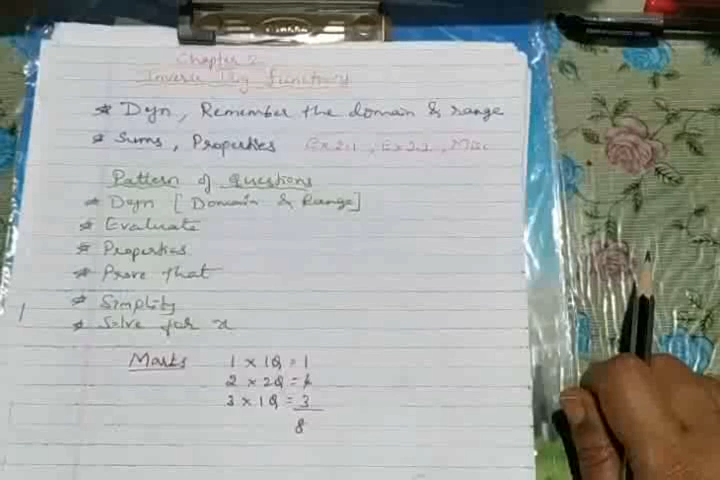 Chapter 2
Inverse Trig functions
* Defn, Remember the domain & range
* Sums, Properties Ex 2.1, Ex 2.2, Misc
Pattern of Questions
* Defn [Domain & Range]
* Evaluate
* Properties
* Prove that
* Simplify
* Solve for x
Marks 1 x 1Q = 1
2 x 2Q = 4
3 x 1Q = 3
8